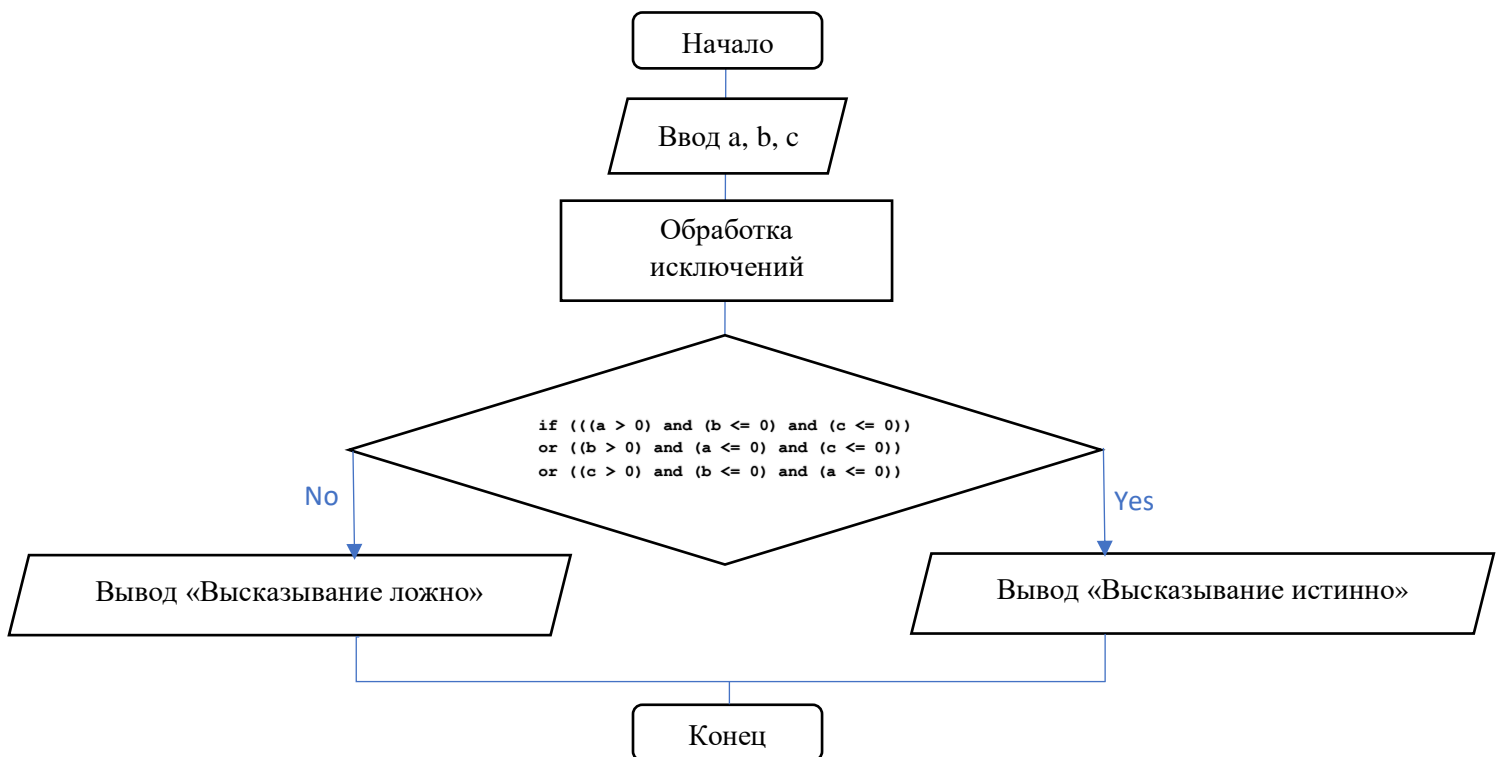 Начало
Ввод a, b, c
Обработка
исключений
if (((a > 0) and (b <= 0) and (c <= 0))
or ((b > 0) and (a <= 0) and (c <= 0))
or ((c > 0) and (b <= 0) and (a <= 0))
No
Yes
Вывод «Высказывание ложно»
Вывод «Высказывание истинно»
Конец